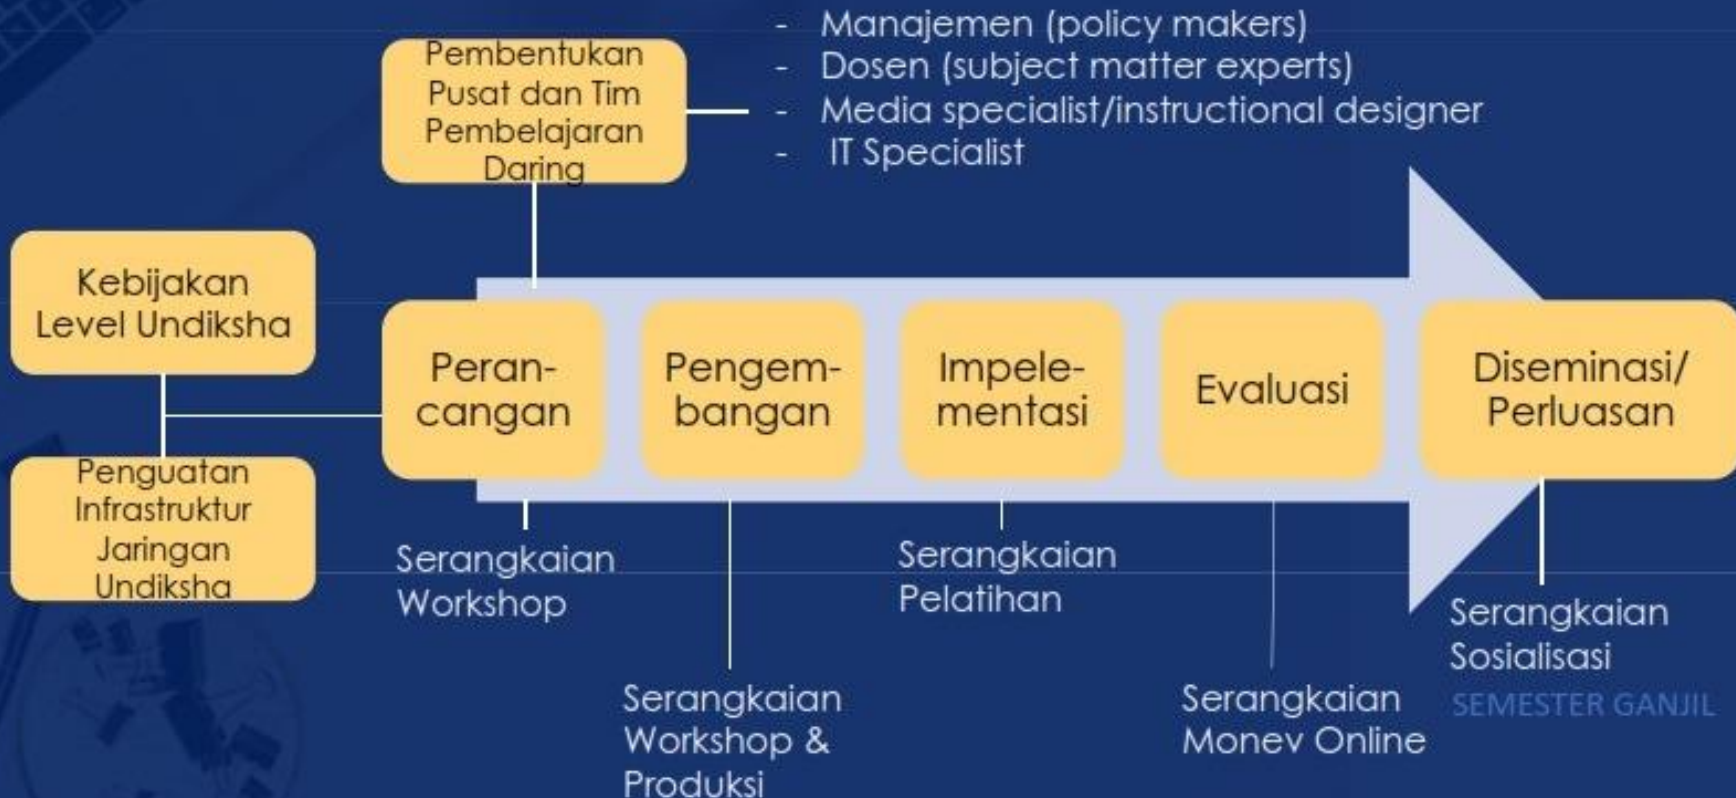 - Manajemen (policy makers)
- Dosen (subject matter experts)
- Media specialist/instructional designer
- IT Specialist
Pembentukan
Pusat dan Tim
Pembelajaran
Daring
Kebijakan
Level Undiksha
Penguatan
Infrastruktur
Jaringan
Undiksha
Peran-
cangan
Pengem-
bangan
Impele-
mentasi
Evaluasi
Diseminasi/
Perluasan
Serangkaian
Workshop
Serangkaian
Workshop &
Produksi
Serangkaian
Pelatihan
Serangkaian
Monev Online
Serangkaian
Sosialisasi
SEMESTER GANJIL